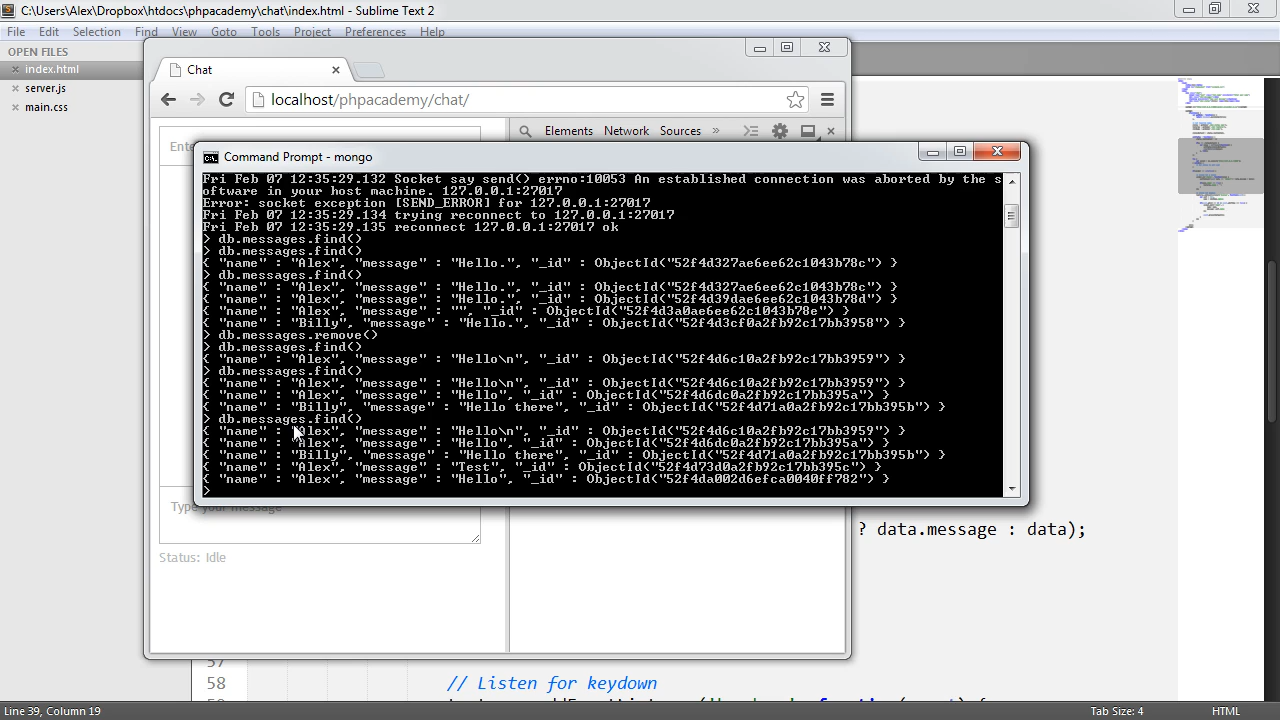 C:\Users\Alex\Dropbox\htdocs\phpacademy\chat\index.html - Sublime Text 2
File Edit Selection Find View Goto Tools Project Preferences Help
OPEN FILES
index.html
server.js
main.css
Chat
localhost/phpacademy/chat/
Elements Network Sources »
Command Prompt - mongo
Fri Feb 07 12:35:29.132 Socket say send() errno:10053 An established connection was aborted by the s
oftware in your host machine. 127.0.0.1:27017
Error: socket exception [SEND_ERROR] for 127.0.0.1:27017
Fri Feb 07 12:35:29.134 trying reconnect to 127.0.0.1:27017
Fri Feb 07 12:35:29.135 reconnect 127.0.0.1:27017 ok
> db.messages.find()
> db.messages.find()
{ "name" : "Alex", "message" : "Hello.", "_id" : ObjectId("52f4d327ae6ee62c1043b78c") }
> db.messages.find()
{ "name" : "Alex", "message" : "Hello.", "_id" : ObjectId("52f4d327ae6ee62c1043b78c") }
{ "name" : "Alex", "message" : "Hello.", "_id" : ObjectId("52f4d39dae6ee62c1043b78d") }
{ "name" : "Alex", "message" : "", "_id" : ObjectId("52f4d3a0ae6ee62c1043b78e") }
{ "name" : "Billy", "message" : "Hello.", "_id" : ObjectId("52f4d3cf0a2fb92c17bb3958") }
> db.messages.remove()
> db.messages.find()
{ "name" : "Alex", "message" : "Hello\n", "_id" : ObjectId("52f4d6c10a2fb92c17bb3959") }
> db.messages.find()
{ "name" : "Alex", "message" : "Hello\n", "_id" : ObjectId("52f4d6c10a2fb92c17bb3959") }
{ "name" : "Alex", "message" : "Hello", "_id" : ObjectId("52f4d6dc0a2fb92c17bb395a") }
{ "name" : "Billy", "message" : "Hello there", "_id" : ObjectId("52f4d71a0a2fb92c17bb395b") }
> db.messages.find()
{ "name" : "Alex", "message" : "Hello\n", "_id" : ObjectId("52f4d6c10a2fb92c17bb3959") }
{ "name" : "Alex", "message" : "Hello", "_id" : ObjectId("52f4d6dc0a2fb92c17bb395a") }
{ "name" : "Billy", "message" : "Hello there", "_id" : ObjectId("52f4d71a0a2fb92c17bb395b") }
{ "name" : "Alex", "message" : "Test", "_id" : ObjectId("52f4d73d0a2fb92c17bb395c") }
{ "name" : "Alex", "message" : "Hello", "_id" : ObjectId("52f4da002d6efca0040ff782") }
>
Type your message
? data.message : data);
Status: Idle
57
58 // Listen for keydown
Line 39, Column 19
Tab Size: 4
HTML